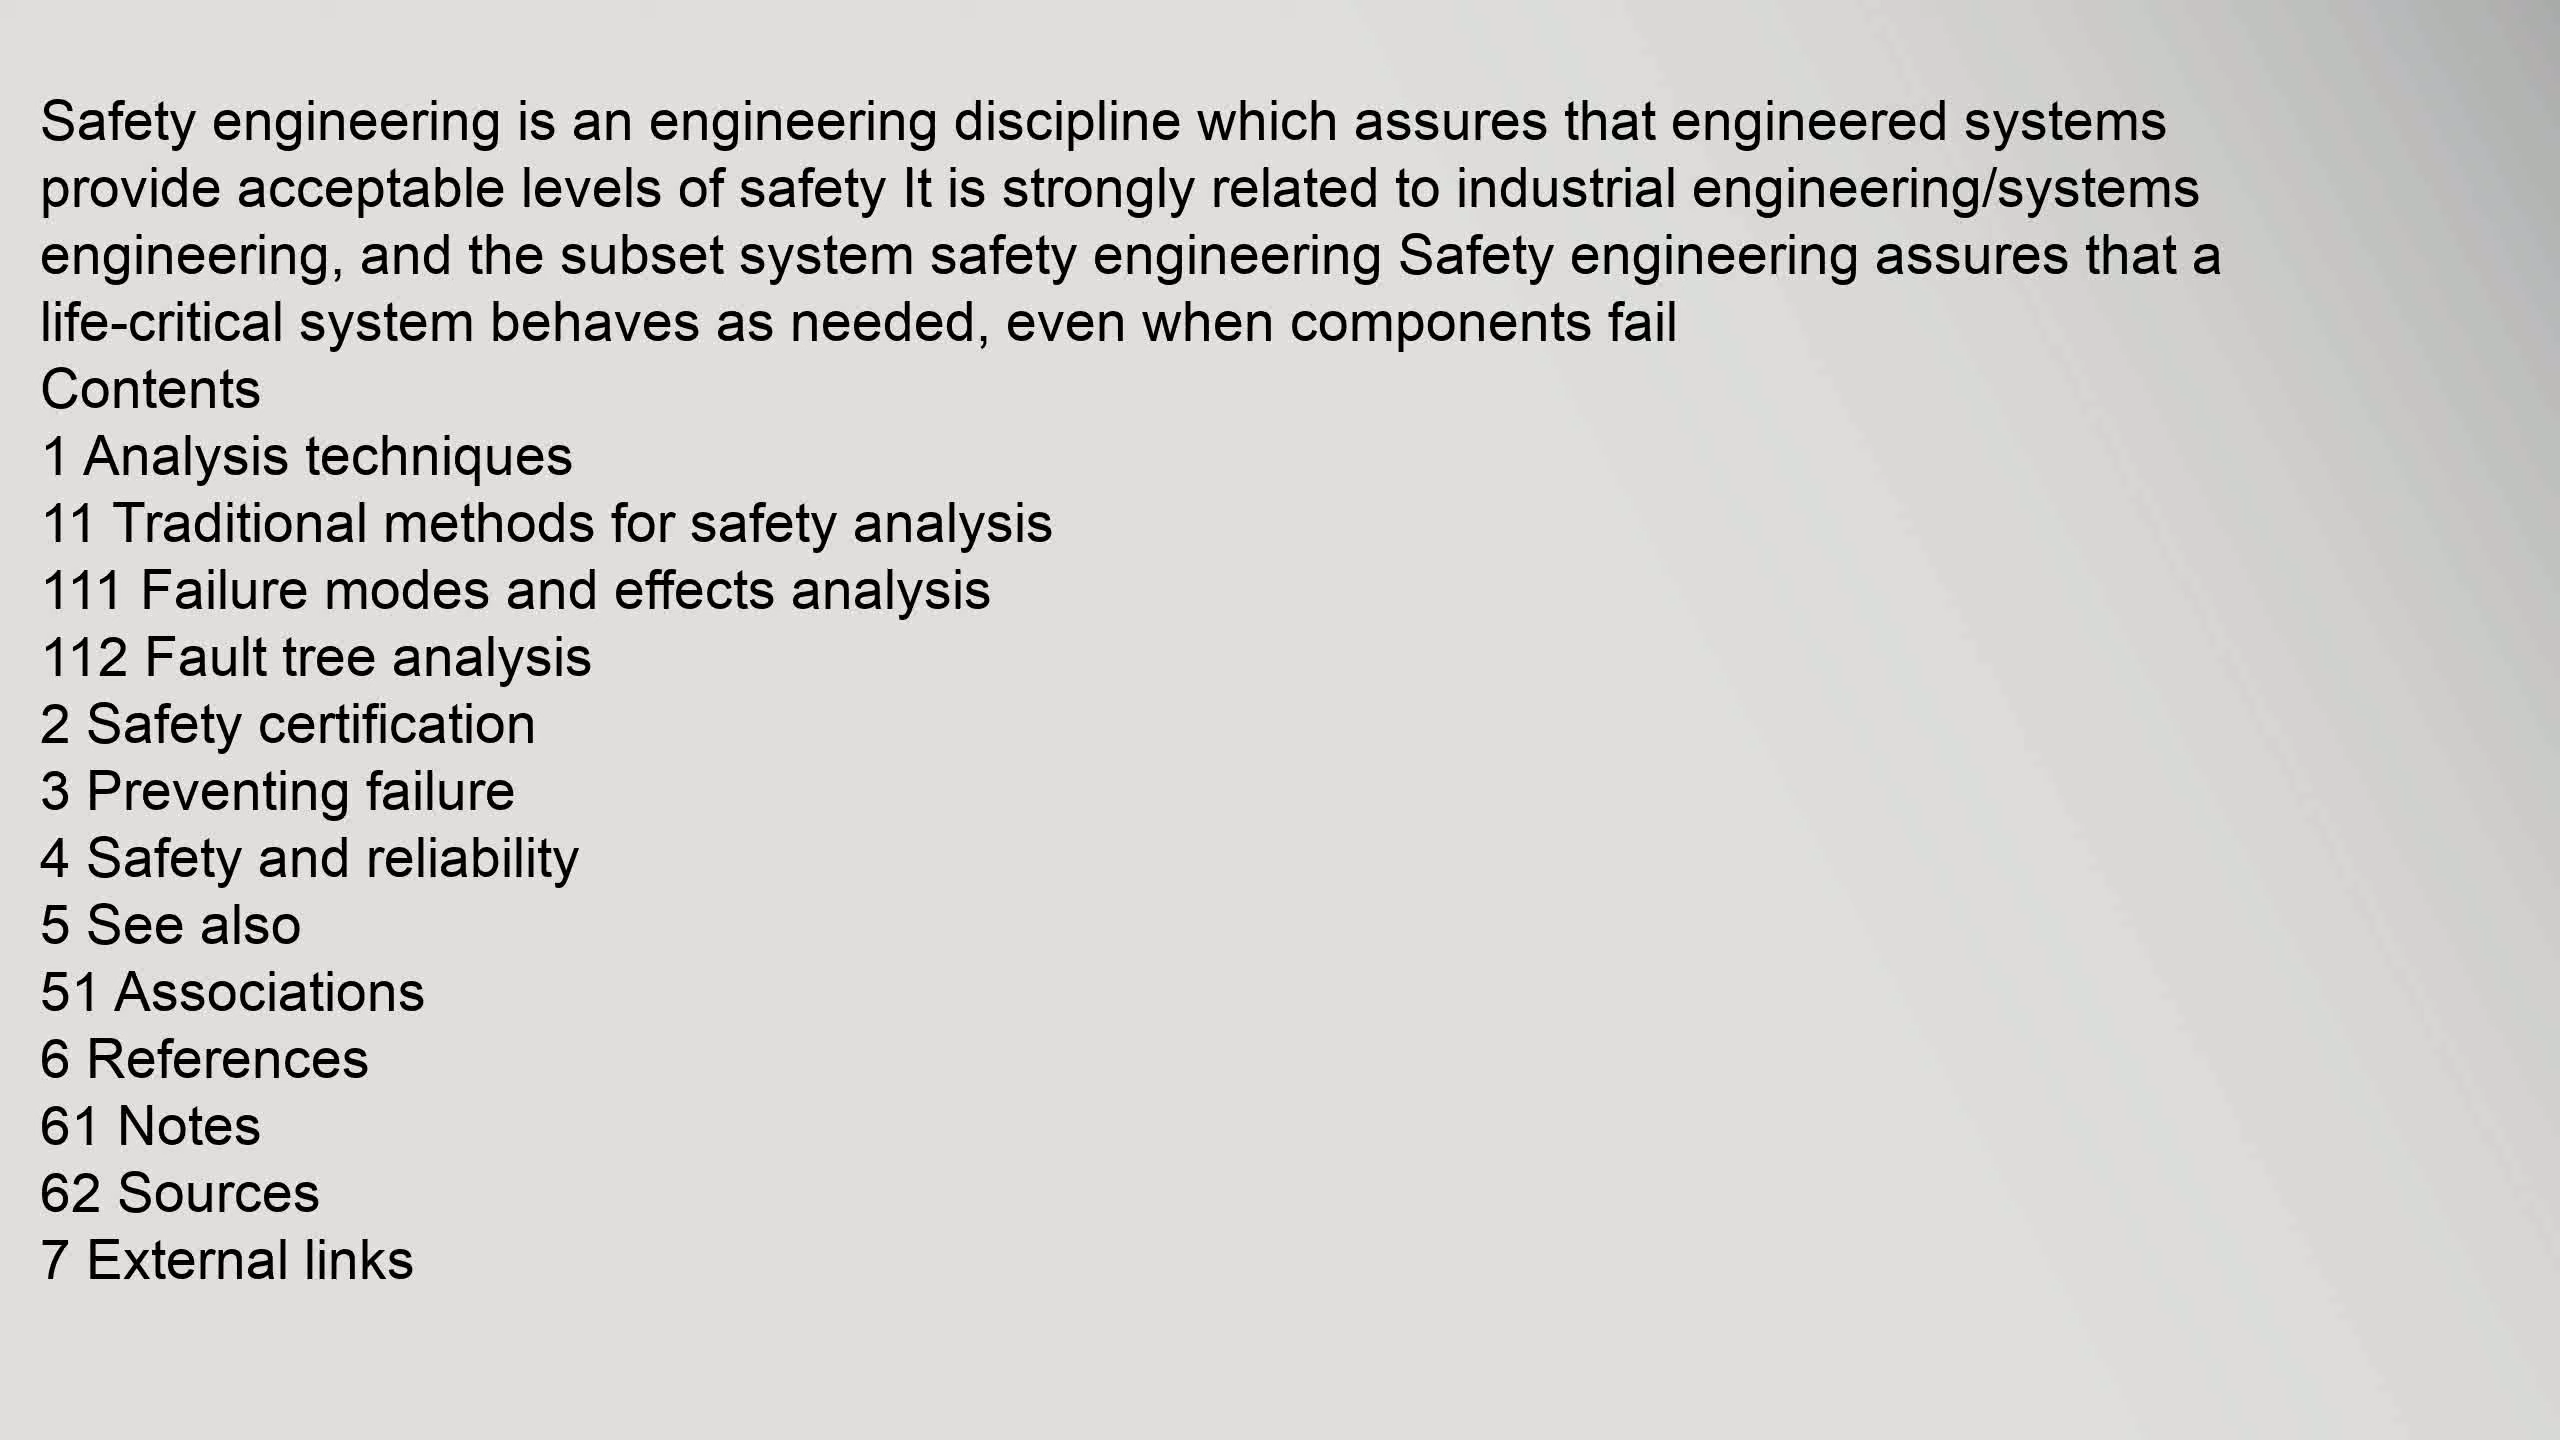 Safety engineering is an engineering discipline which assures that engineered systems
provide acceptable levels of safety It is strongly related to industrial engineering/systems
engineering, and the subset system safety engineering Safety engineering assures that a
life-critical system behaves as needed, even when components fail
Contents
1 Analysis techniques
11 Traditional methods for safety analysis
111 Failure modes and effects analysis
112 Fault tree analysis
2 Safety certification
3 Preventing failure
4 Safety and reliability
5 See also
51 Associations
6 References
61 Notes
62 Sources
7 External links